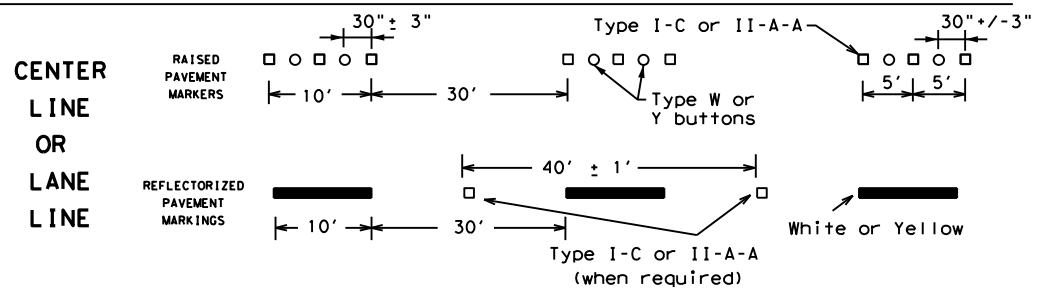 CENTER
LINE
OR
LANE
LINE
RAISED
PAVEMENT
MARKERS
30"± 3"
10'
30'
Type I-C or II-A-A
Type W or
Y buttons
30"+/-3"
5'
5'
REFLECTORIZED
PAVEMENT
MARKINGS
40' ± 1'
10'
30'
Type I-C or II-A-A
(when required)
White or Yellow